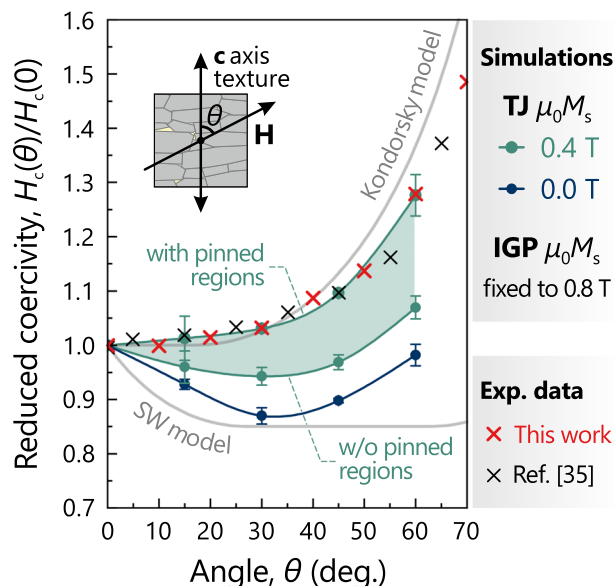 Reduced coercivity, Hc(θ)/Hc(0)
1.6
1.5
1.4
1.3
1.2
1.1
1.0
0.9
0.8
0.7
c axis
texture
θ
H
Kondorsky model
with pinned
regions
SW model
w/o pinned
regions
0 10 20 30 40 50 60 70
Angle, θ (deg.)
Simulations
TJ μ₀Mₛ
0.4 T
0.0 T
IGP μ₀Mₛ
fixed to 0.8 T
Exp. data
This work
Ref. [35]